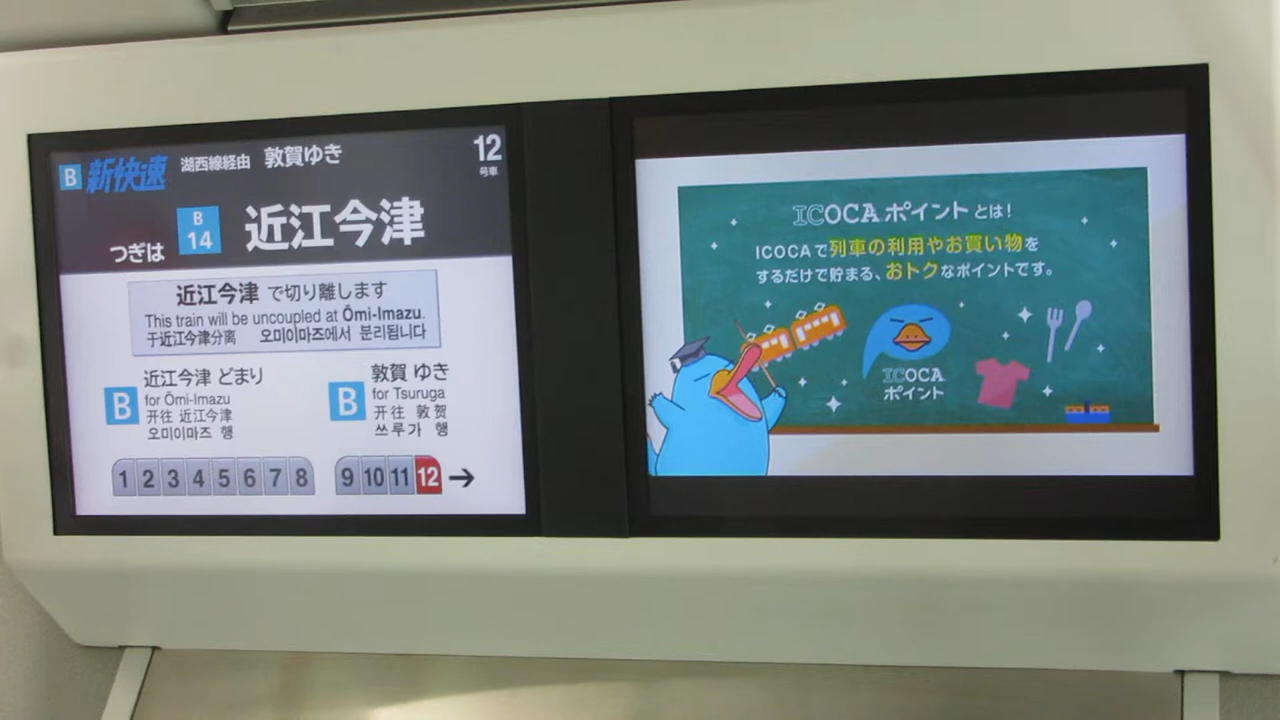 B 新快速 湖西線経由 敦賀ゆき 12
号車
つぎは B 14 近江今津
近江今津 で切り離します
This train will be uncoupled at Ōmi-Imazu.
于近江今津分离 오미이마즈에서 분리됩니다
B 近江今津 どまり
for Ōmi-Imazu
开往 近江今津
오미이마즈 행
B 敦賀 ゆき
for Tsuruga
开往 敦贺
쓰루가 행
1 2 3 4 5 6 7 8 9 10 11 12 →
ICOCA ポイントとは!
ICOCAで列車の利用やお買い物を
するだけで貯まる、おトクなポイントです。
ICOCA
ポイント